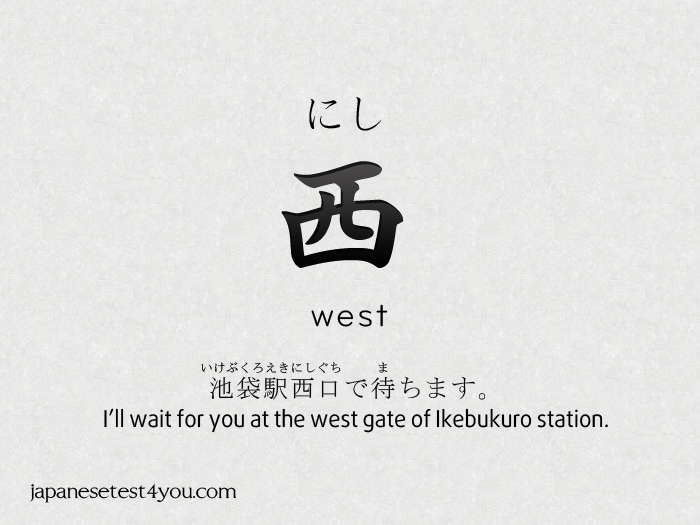 にし
西
west
いけぶくろえきにしぐち ま
池袋駅西口で待ちます。
I'll wait for you at the west gate of Ikebukuro station.
japanesetest4you.com